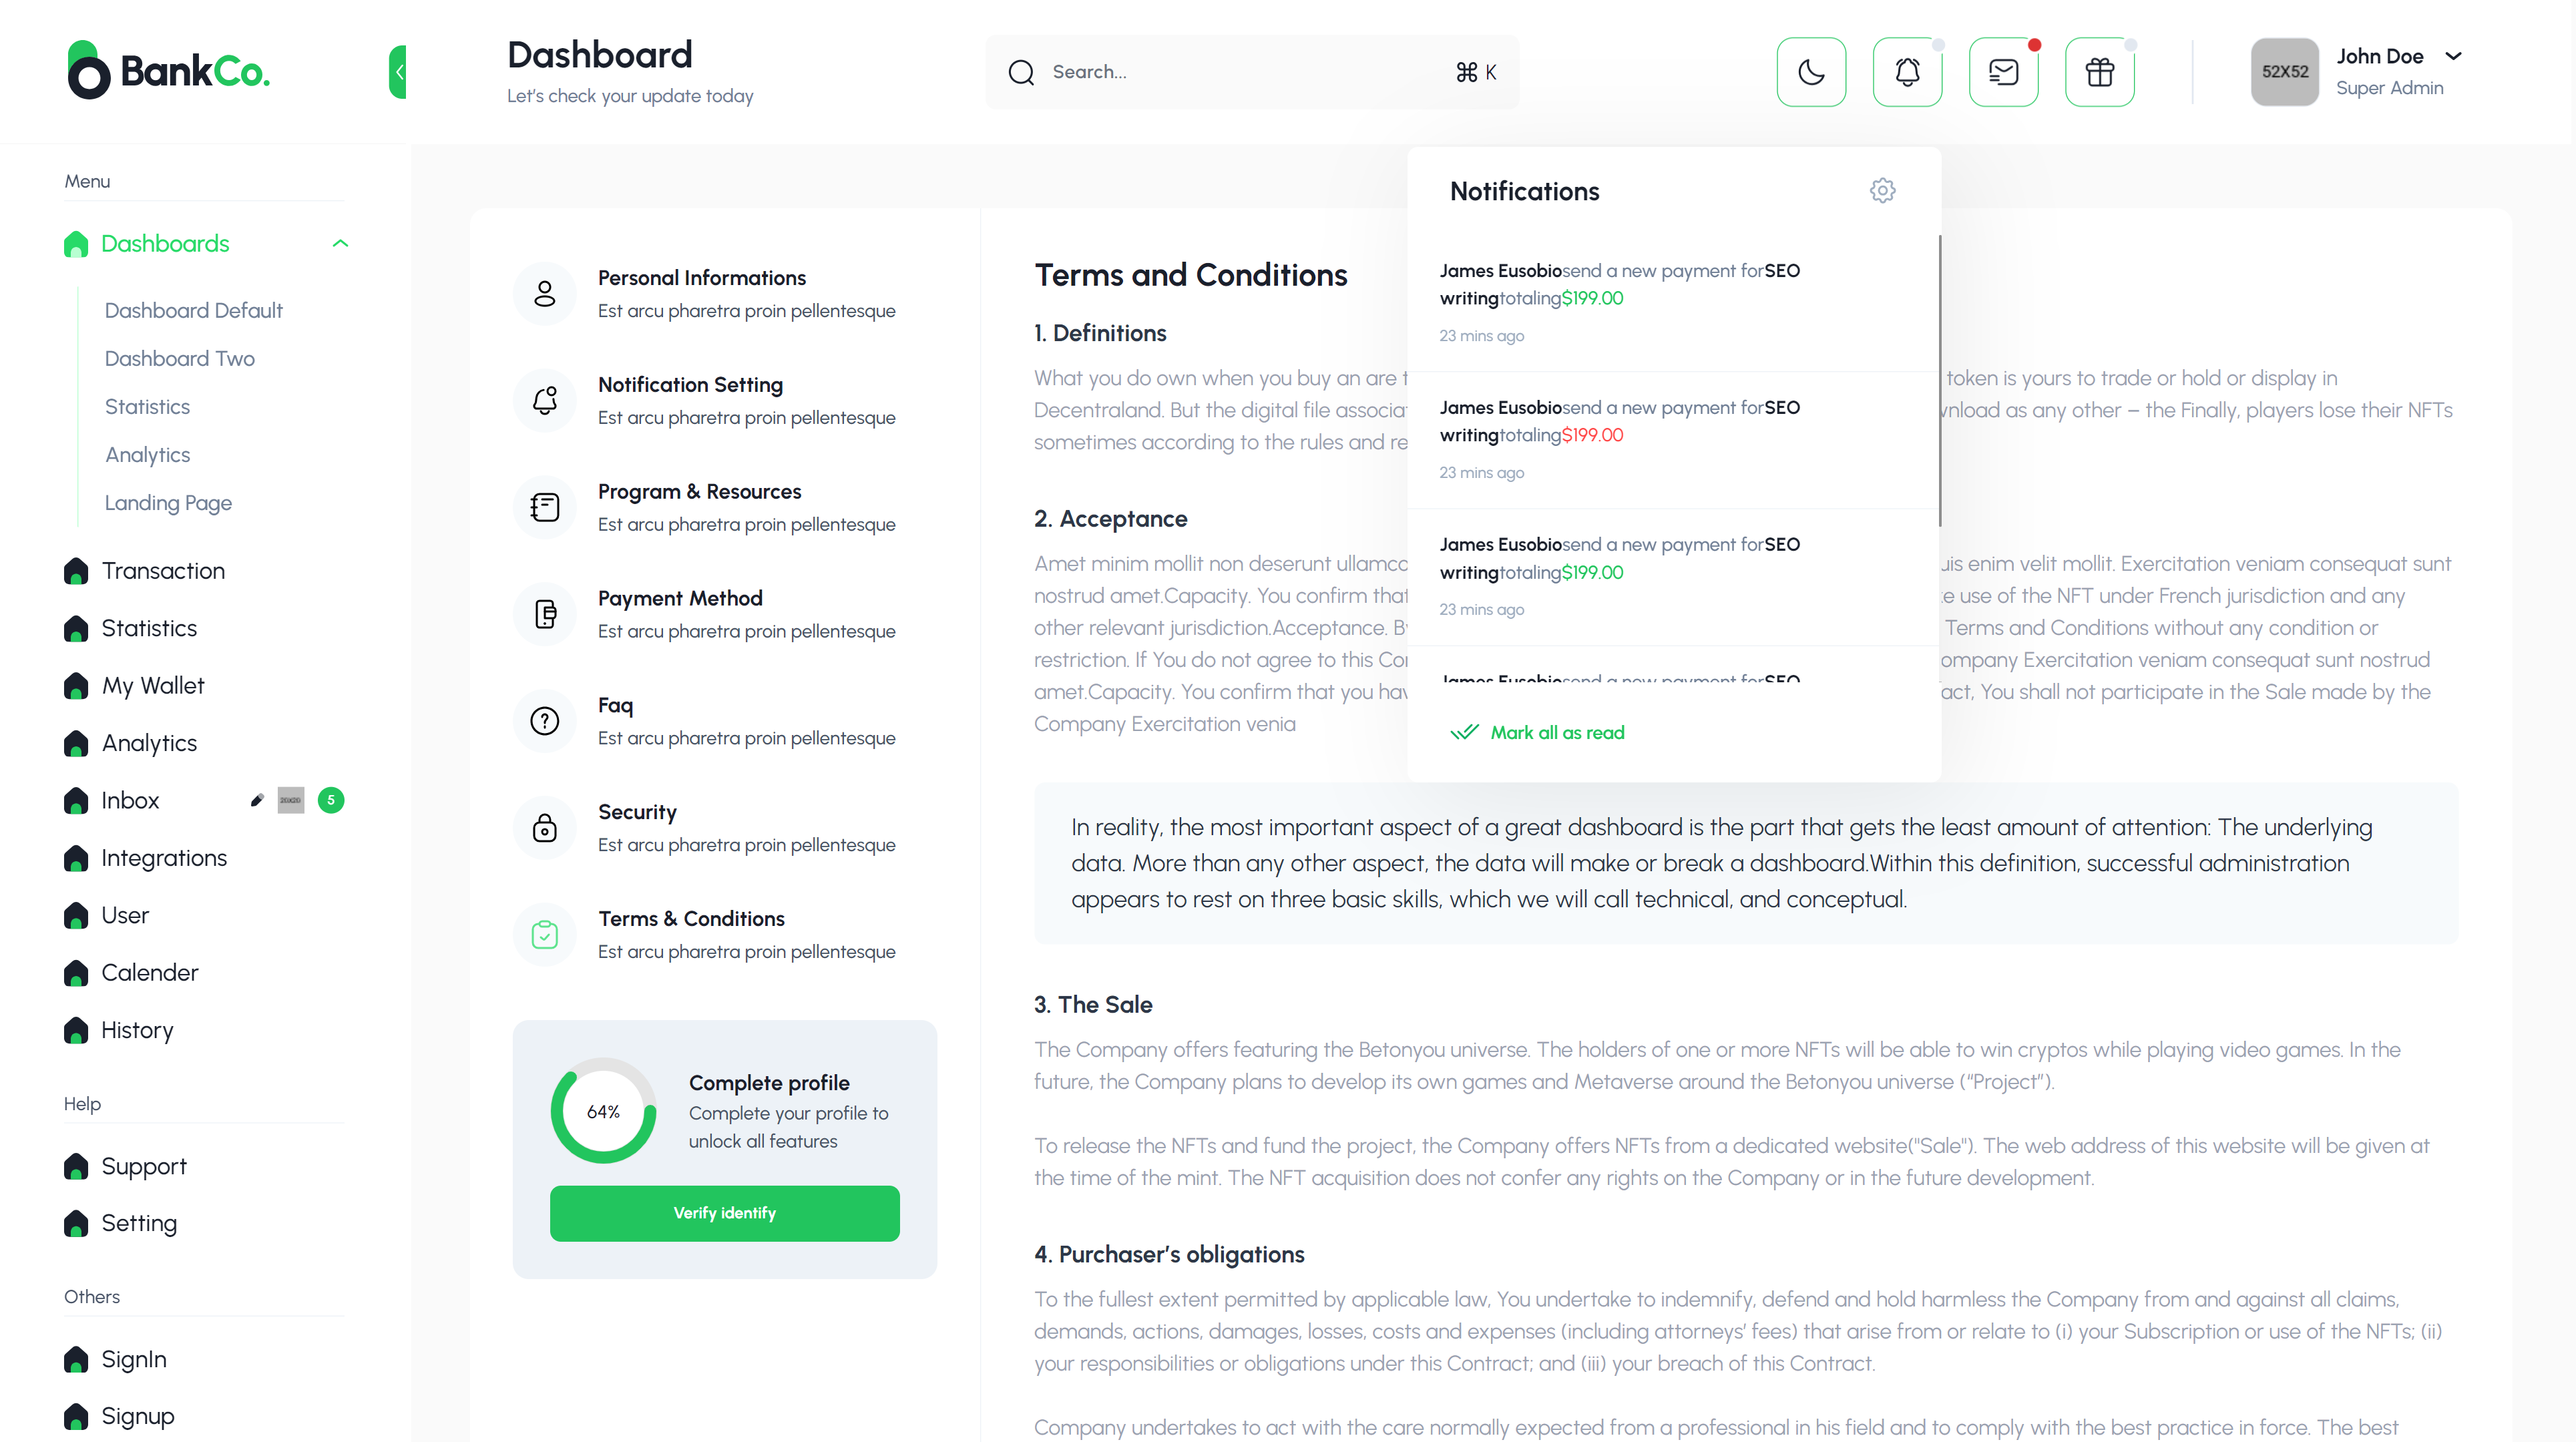 BankCo.
Dashboard
Let's check your update today
Search...
⌘ K
52X52
John Doe
Super Admin
Menu
Dashboards
Dashboard Default
Dashboard Two
Statistics
Analytics
Landing Page
Transaction
Statistics
My Wallet
Analytics
Inbox
5
Integrations
User
Calender
History
Help
Support
Setting
Others
SignIn
Signup
Personal Informations
Est arcu pharetra proin pellentesque
Notification Setting
Est arcu pharetra proin pellentesque
Program & Resources
Est arcu pharetra proin pellentesque
Payment Method
Est arcu pharetra proin pellentesque
Faq
Est arcu pharetra proin pellentesque
Security
Est arcu pharetra proin pellentesque
Terms & Conditions
Est arcu pharetra proin pellentesque
64%
Complete profile
Complete your profile to
unlock all features
Verify identify
Notifications
James Eusobiosend a new payment forSEO
writingtotaling$199.00
23 mins ago
James Eusobiosend a new payment forSEO
writingtotaling$199.00
23 mins ago
James Eusobiosend a new payment forSEO
writingtotaling$199.00
23 mins ago
James Eusobiosend a new payment forSEO
Mark all as read
Terms and Conditions
1. Definitions
What you do own when you buy an are token is yours to trade or hold or display in
Decentraland. But the digital file as any other – the Finally, players lose their NFTs
sometimes according to the rules and
2. Acceptance
Amet minim mollit non deserunt enim velit mollit. Exercitation veniam consequat sunt
nostrud amet.Capacity. You confirm use of the NFT under French jurisdiction and any
other relevant jurisdiction.Acceptance. Terms and Conditions without any condition or
restriction. If You do not agree to this Exercitation veniam consequat sunt nostrud
amet.Capacity. You confirm that you You shall not participate in the Sale made by the
Company Exercitation venia
In reality, the most important aspect of a great dashboard is the part that gets the least amount of attention: The underlying
data. More than any other aspect, the data will make or break a dashboard.Within this definition, successful administration
appears to rest on three basic skills, which we will call technical, and conceptual.
3. The Sale
The Company offers featuring the Betonyou universe. The holders of one or more NFTs will be able to win cryptos while playing video games. In the
future, the Company plans to develop its own games and Metaverse around the Betonyou universe (“Project”).
To release the NFTs and fund the project, the Company offers NFTs from a dedicated website("Sale"). The web address of this website will be given at
the time of the mint. The NFT acquisition does not confer any rights on the Company or in the future development.
4. Purchaser’s obligations
To the fullest extent permitted by applicable law, You undertake to indemnify, defend and hold harmless the Company from and against all claims,
demands, actions, damages, losses, costs and expenses (including attorneys’ fees) that arise from or relate to (i) your Subscription or use of the NFTs; (ii)
your responsibilities or obligations under this Contract; and (iii) your breach of this Contract.
Company undertakes to act with the care normally expected from a professional in his field and to comply with the best practice in force. The best